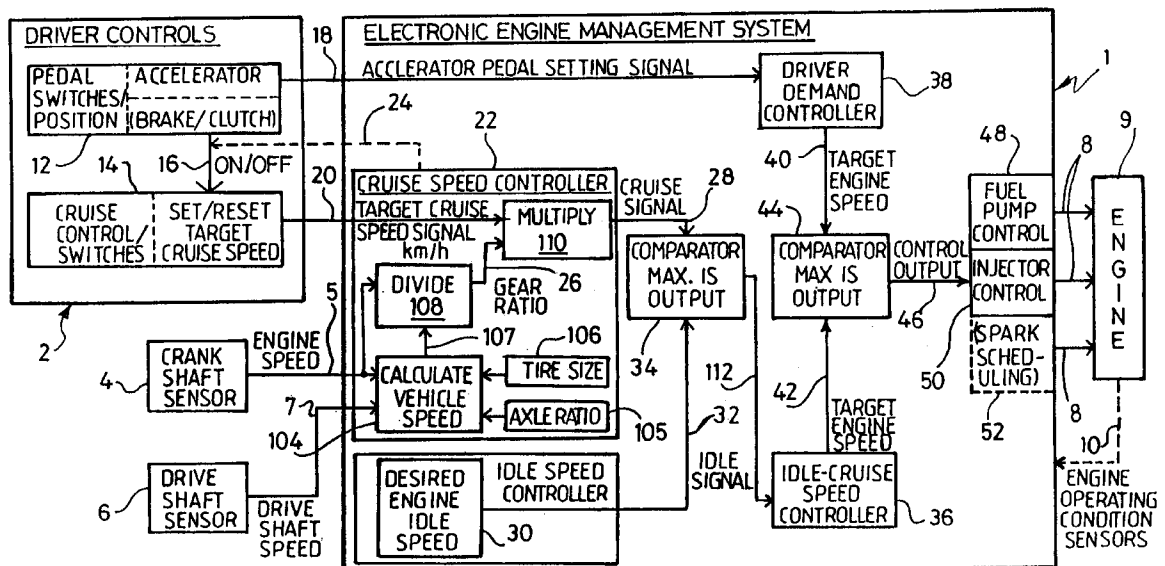 DRIVER CONTROLS
PEDAL SWITCHES/ POSITION
ACCELERATOR
(BRAKE/CLUTCH)
12
14
16
ON/OFF
CRUISE CONTROL/ SWITCHES
SET/RESET TARGET CRUISE SPEED
2
18
20
24
22
5
ELECTRONIC ENGINE MANAGEMENT SYSTEM
1
ACCLERATOR PEDAL SETTING SIGNAL
DRIVER DEMAND CONTROLLER
38
40
TARGET ENGINE SPEED
CRUISE SPEED CONTROLLER
TARGET CRUISE SPEED SIGNAL km/h
MULTIPLY 110
CRUISE SIGNAL
28
DIVIDE 108
GEAR RATIO
26
107
106
TIRE SIZE
CALCULATE VEHICLE SPEED
AXLE RATIO
105
104
7
COMPARATOR MAX. IS OUTPUT
34
112
32
44
COMPARATOR MAX. IS OUTPUT
42
TARGET ENGINE SPEED
CONTROL OUTPUT
46
48
FUEL PUMP CONTROL
INJECTOR CONTROL
50
(SPARK SCHED-
ULING)
52
8
8
9
ENGINE
10
ENGINE OPERATING CONDITION SENSORS
CRANK SHAFT SENSOR
4
ENGINE SPEED
DRIVE SHAFT SENSOR
6
DRIVE SHAFT SPEED
DESIRED ENGINE IDLE SPEED
30
IDLE SPEED CONTROLLER
IDLE SIGNAL
IDLE-CRUISE SPEED CONTROLLER
36